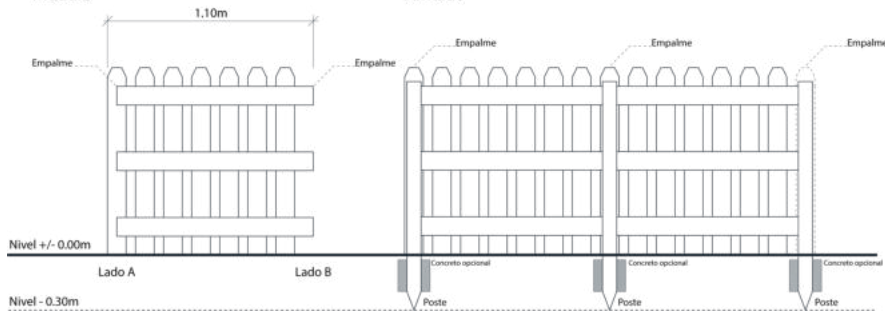 1.10m
Empalme
Empalme
Empalme
Empalme
Empalme
Nivel +/- 0.00m
Lado A
Lado B
Concreto opcional
Concreto opcional
Concreto opcional
Nivel - 0.30m
Poste
Poste
Poste